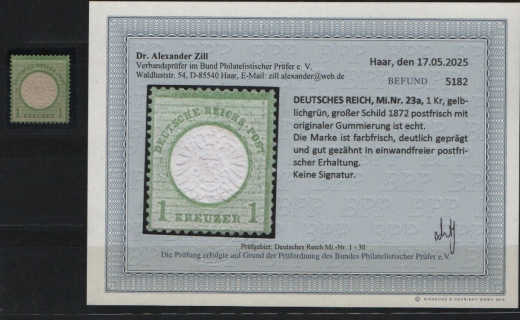 Dr. Alexander Zill
Verbandsprüfer im Bund Philatelistischer Prüfer e. V.
Waldluststr. 54, D-85540 Haar, E-Mail: zill.alexander@web.de
Haar, den 17.05.2025
BEFUND 5182
DEUTSCHES REICH, Mi.Nr. 23a, 1 Kr, gelb-
lichgrün, großer Schild 1872 postfrisch mit
originaler Gummierung ist echt.
Die Marke ist farbfrisch, deutlich geprägt
und gut gezähnt in einwandfreier postfri-
scher Erhaltung.
Keine Signatur.
DEUTSCHE REICHS-POST
1 KREUZER 1
DEUTSCHE REICHS-POST
1 KREUZER 1
Prüfgebiet: Deutsches Reich Mi.-Nr. 1 - 30
Die Prüfung erfolgte auf Grund der Prüfordnung des Bundes Philatelistischer Prüfer e.V.